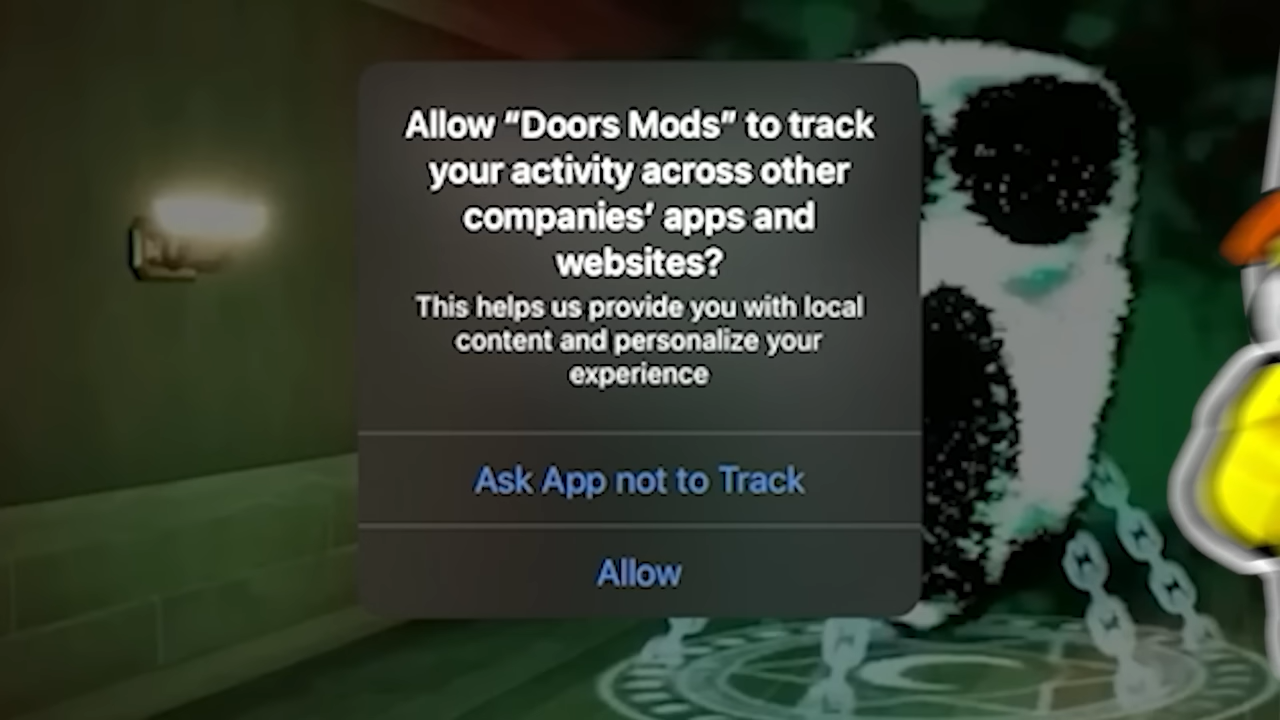 Allow “Doors Mods” to track
your activity across other
companies’ apps and
websites?
This helps us provide you with local
content and personalize your
experience
Ask App not to Track
Allow